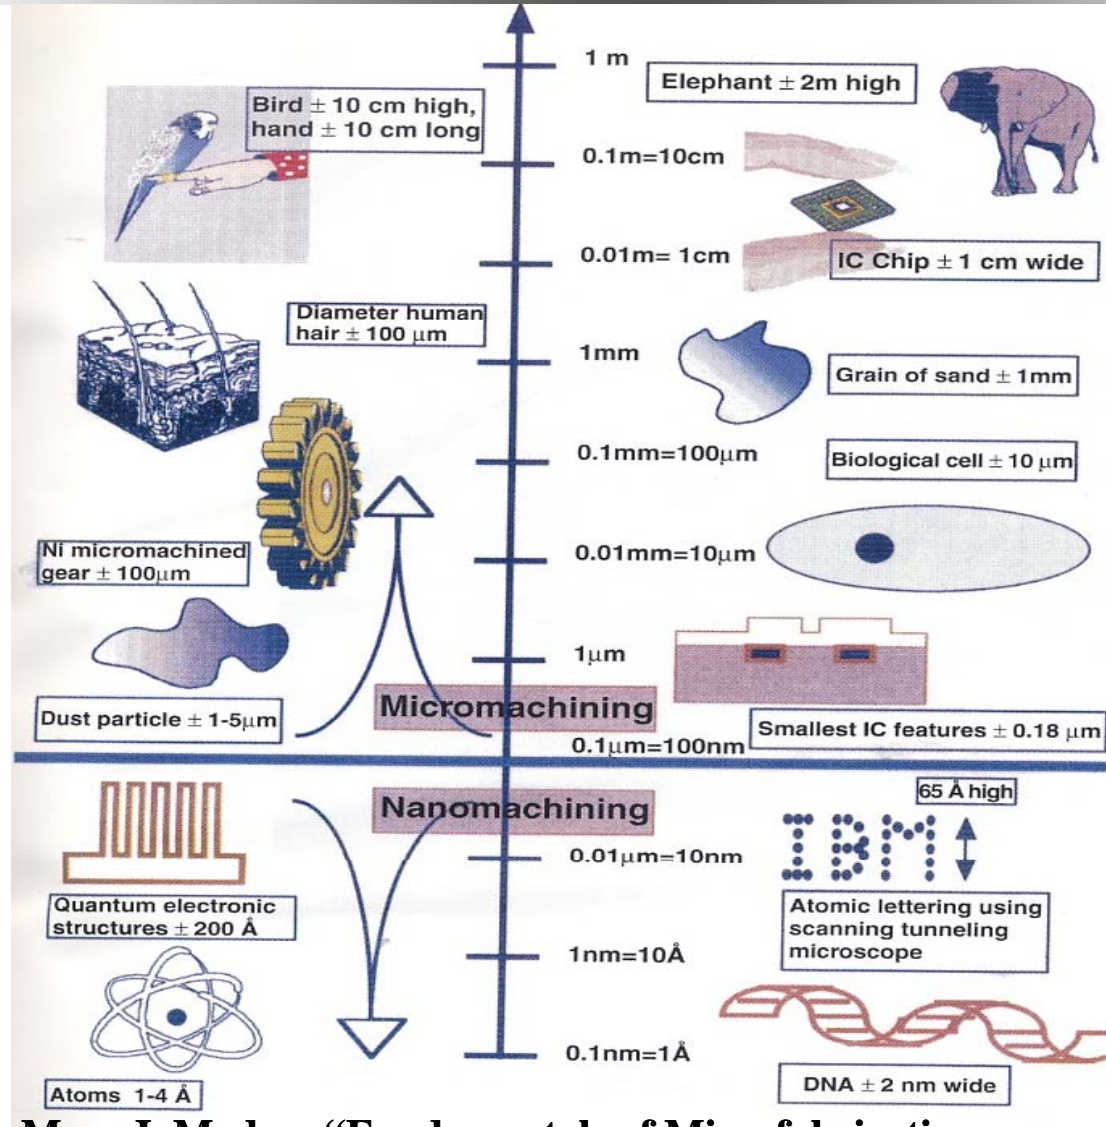 1 m
Elephant ± 2m high
Bird ± 10 cm high,
hand ± 10 cm long
0.1m=10cm
0.01m= 1cm
IC Chip ± 1 cm wide
Diameter human
hair ± 100 μm
1mm
Grain of sand ± 1mm
0.1mm=100μm
Biological cell ± 10 μm
Ni micromachined
gear ± 100μm
0.01mm=10μm
1μm
Dust particle ± 1-5μm
Micromachining
Smallest IC features ± 0.18 μm
0.1μm=100nm
65 Å high
Nanomachining
IBM
0.01μm=10nm
Quantum electronic
structures ± 200 Å
Atomic lettering using
scanning tunneling
microscope
1nm=10Å
0.1nm=1Å
Atoms 1-4 Å
DNA ± 2 nm wide